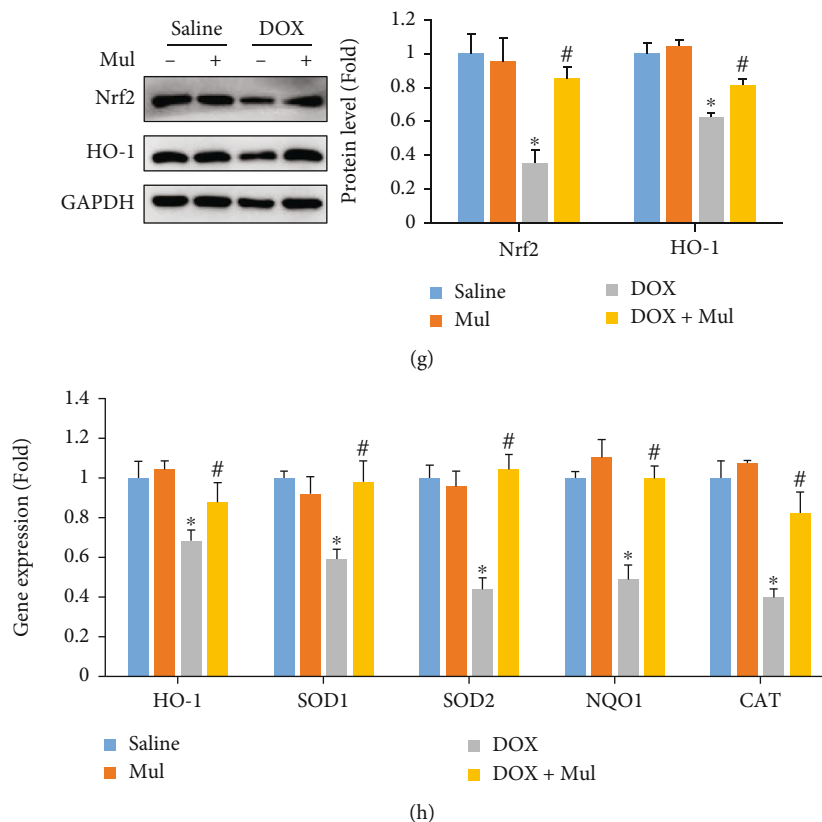 Saline DOX
Mul – + – +
Nrf2
HO-1
GAPDH
Protein level (Fold)
1.2
1
0.8
0.6
0.4
0.2
0
* # * #
Nrf2 HO-1
Saline DOX
Mul DOX + Mul
(g)
Gene expression (Fold)
1.4
1.2
1
0.8
0.6
0.4
0.2
0
* # * # * # * # * #
HO-1 SOD1 SOD2 NQO1 CAT
Saline DOX
Mul DOX + Mul
(h)